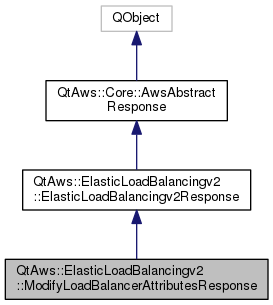 QObject
QtAws::Core::AwsAbstract
Response
QtAws::ElasticLoadBalancingv2
::ElasticLoadBalancingv2Response
QtAws::ElasticLoadBalancingv2
::ModifyLoadBalancerAttributesResponse